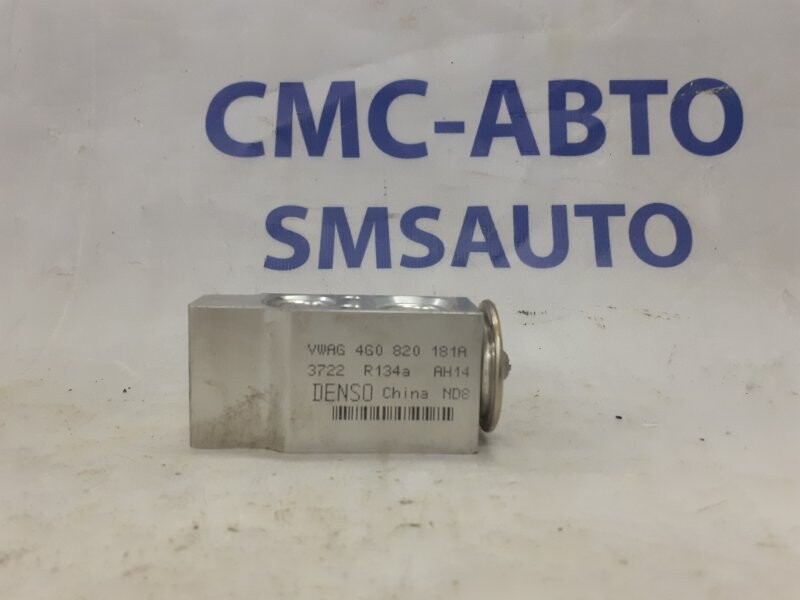 СМС-АВТО
SMSAUTO
VWAG 4G0 820 181A
3722 R134a AH14
DENSO China ND8